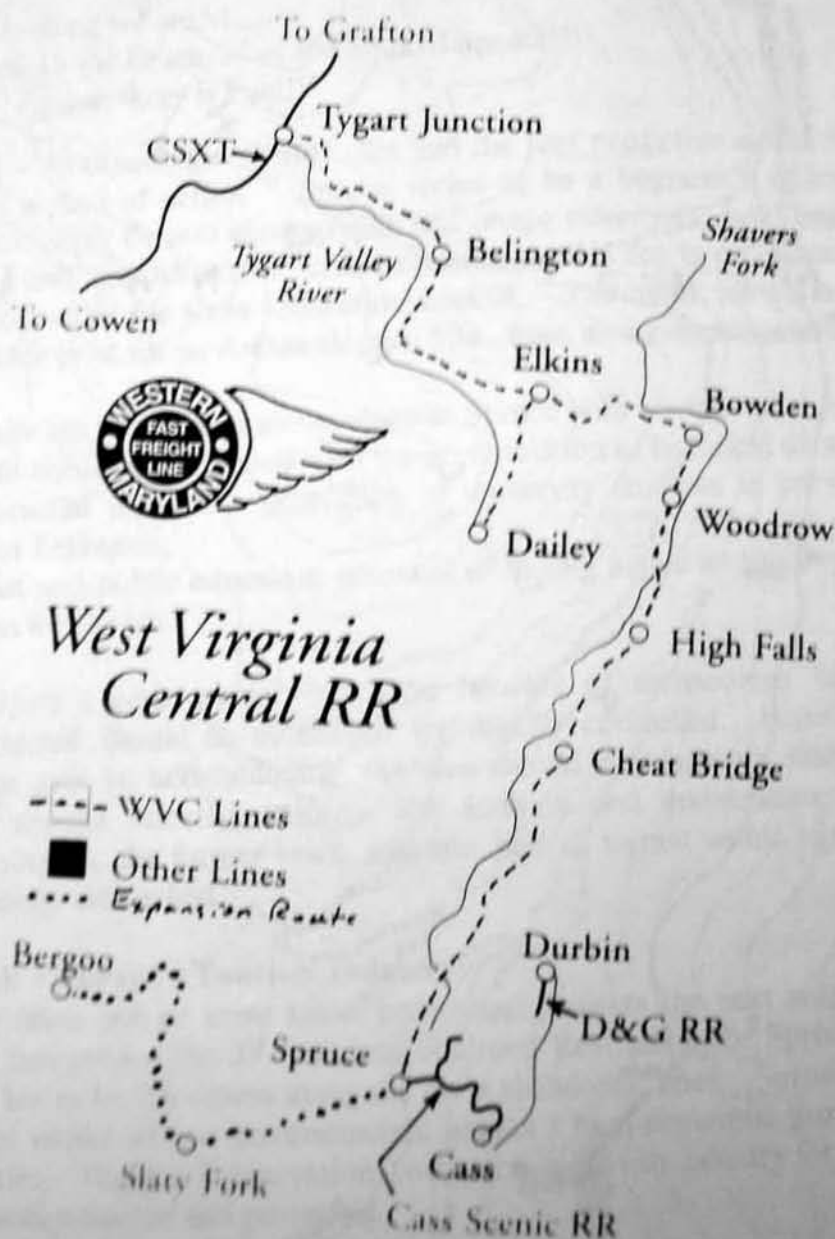 To Grafton
Tygart Junction
CSXT
Tygart Valley
River
Belington
Shavers
Fork
To Cowen
Elkins
Bowden
WESTERN
FAST
FREIGHT
LINE
MARYLAND
Woodrow
Dailey
High Falls
West Virginia
Central RR
Cheat Bridge
WVC Lines
Other Lines
Expansion Route
Bergoo
Durbin
D&G RR
Spruce
Slaty Fork
Cass
Cass Scenic RR